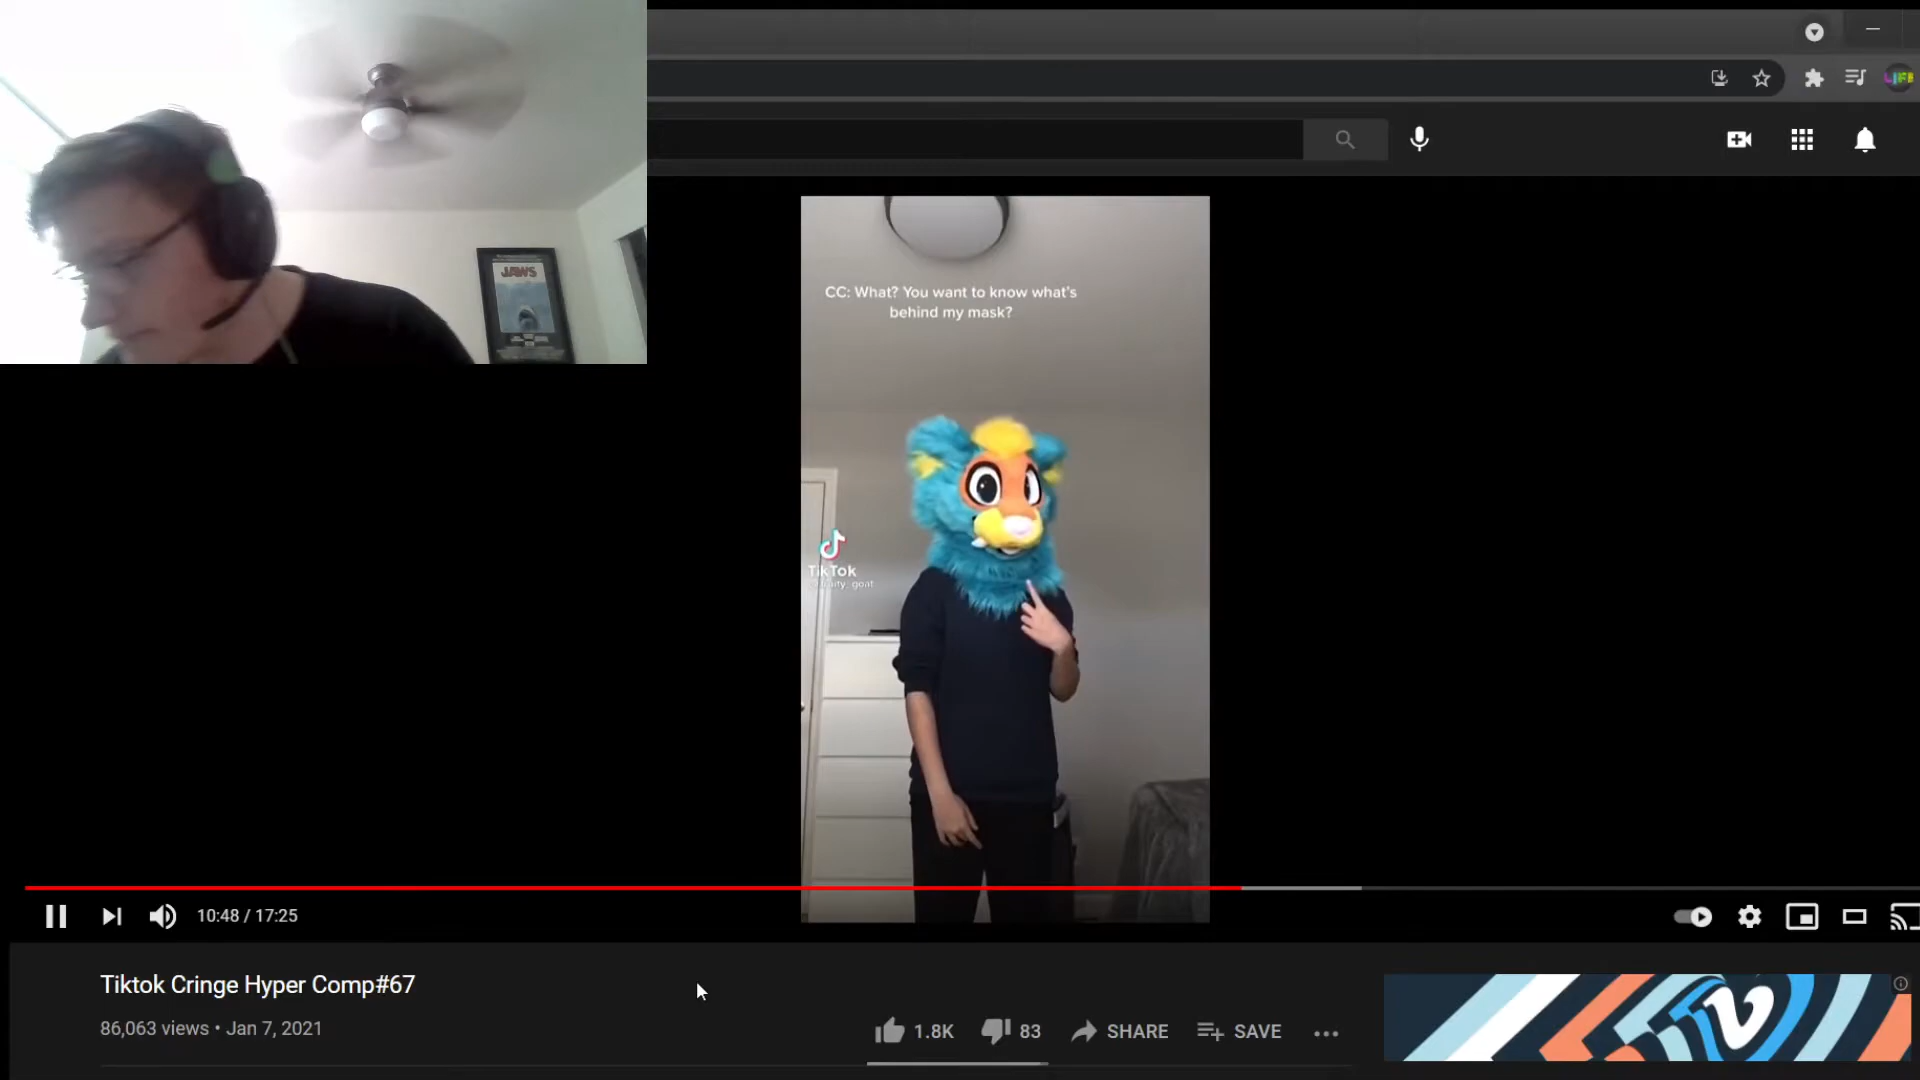 JAWS
CC: What? You want to know what's
behind my mask?
TikTok
10:48 / 17:25
Tiktok Cringe Hyper Comp#67
86,063 views • Jan 7, 2021
1.8K
83
SHARE
SAVE